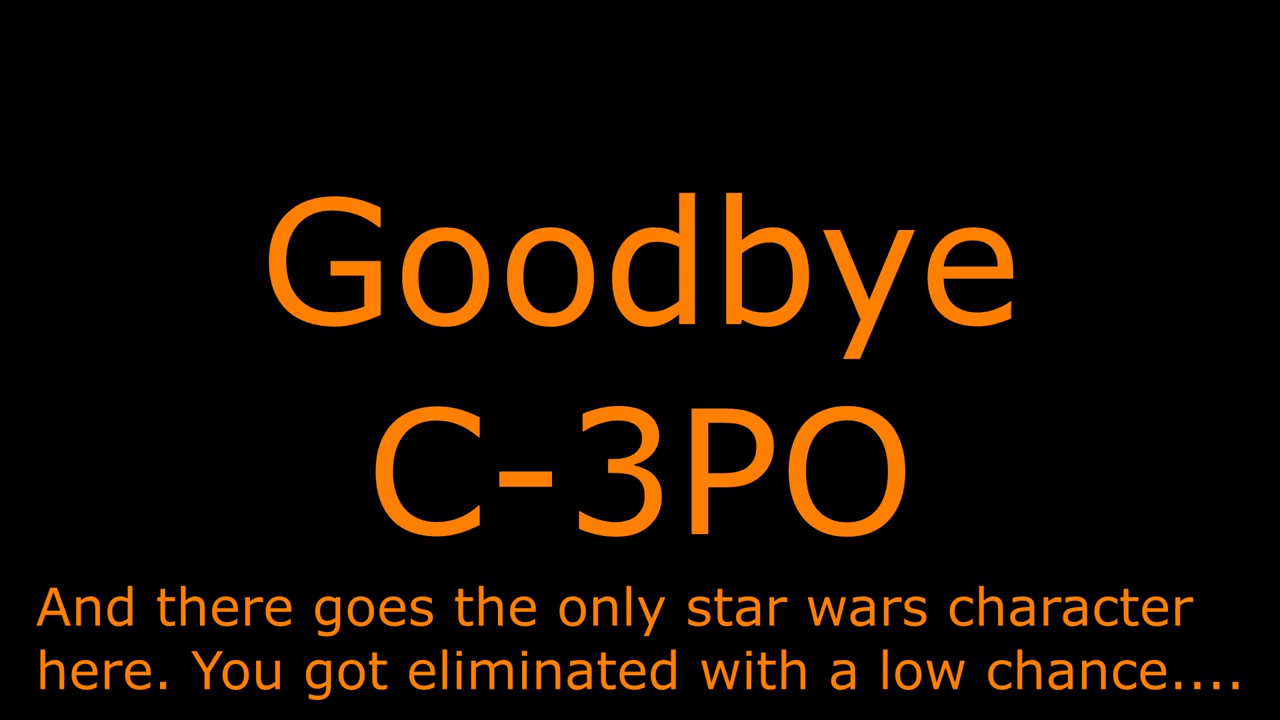 Goodbye
C-3PO
And there goes the only star wars character
here. You got eliminated with a low chance....